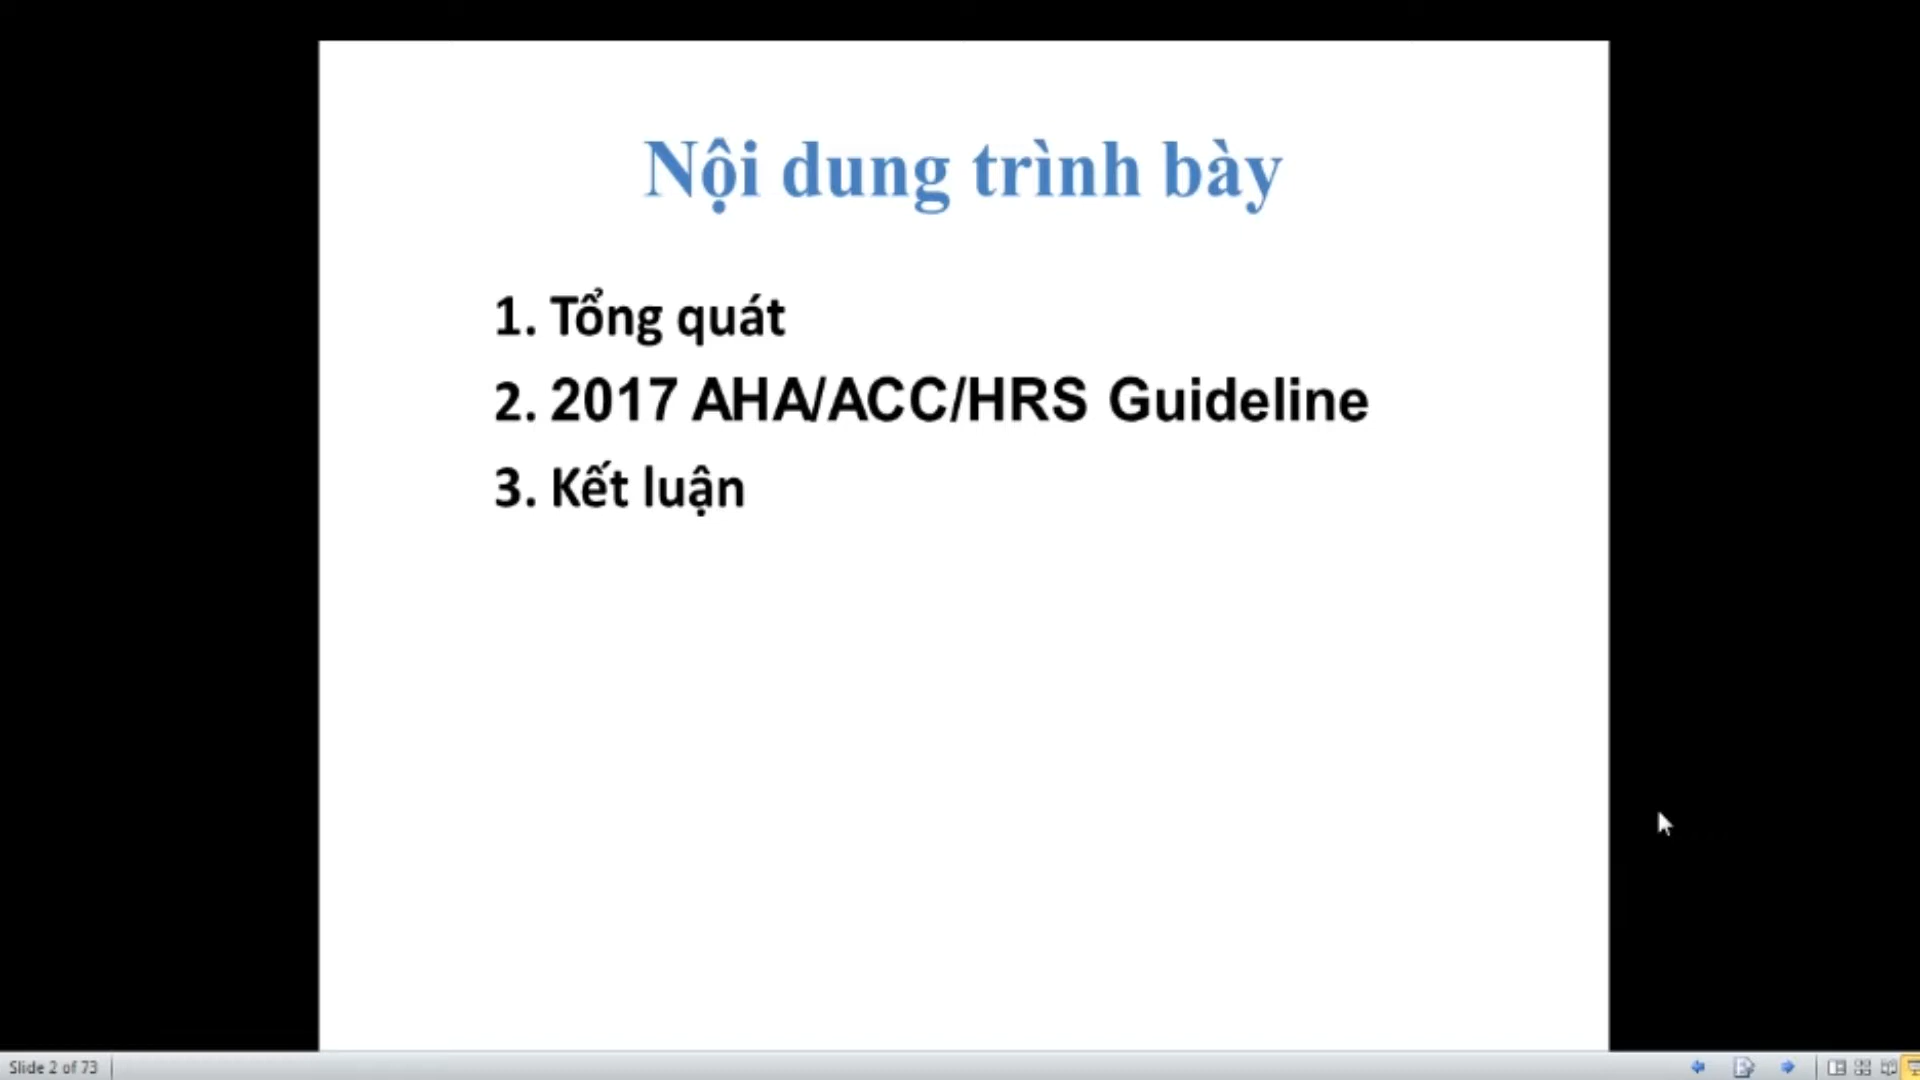 Nội dung trình bày
1. Tổng quát
2. 2017 AHA/ACC/HRS Guideline
3. Kết luận
Slide 2 of 73